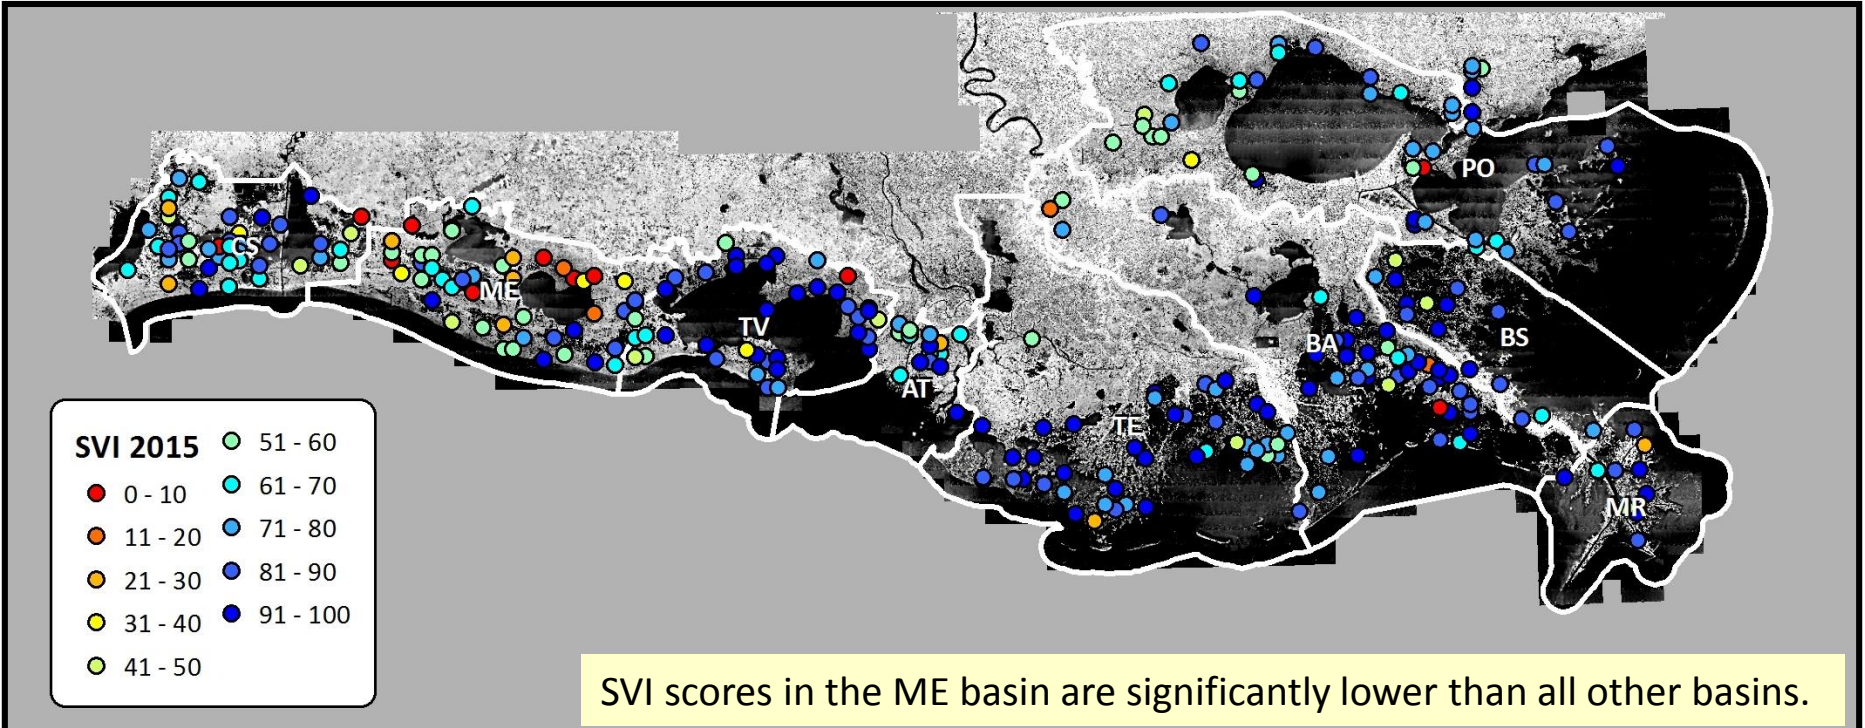 PO
CS
ME
TV
BA
BS
AT
TE
MR
SVI 2015
0 - 10
11 - 20
21 - 30
31 - 40
41 - 50
51 - 60
61 - 70
71 - 80
81 - 90
91 - 100
SVI scores in the ME basin are significantly lower than all other basins.